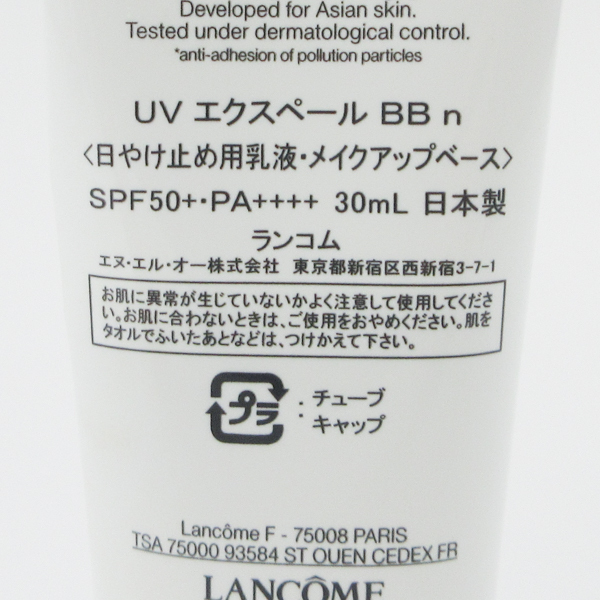 Developed for Asian skin.
Tested under dermatological control.
*anti-adhesion of pollution particles
UV エクスペール BB n
〈日やけ止め用乳液・メイクアップベース〉
SPF50+・PA++++ 30mL 日本製
ランコム
エヌ・エル・オー株式会社 東京都新宿区西新宿3-7-1
お肌に異常が生じていないかよく注意して使用してくださ
い。お肌に合わないときは、ご使用をおやめください。肌を
タオルでふいたあとなどは、つけかえて下さい。
プラ : チューブ
: キャップ
Lancôme F - 75008 PARIS
TSA 75000 93584 ST OUEN CEDEX FR
LANCÔME